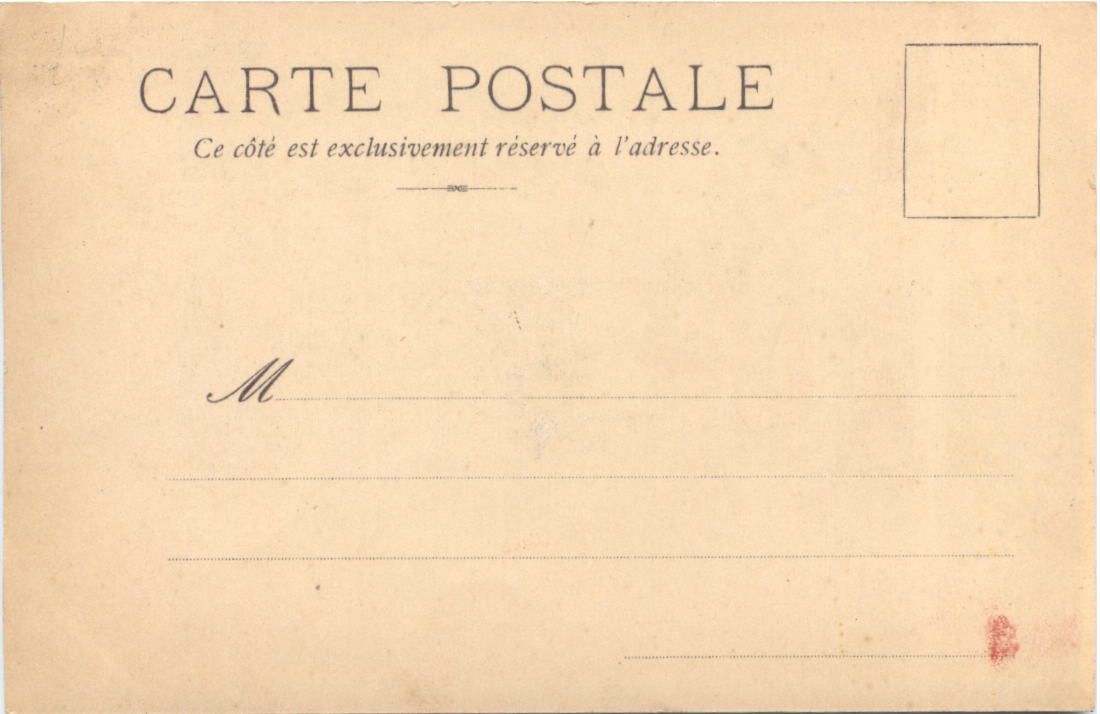 CARTE POSTALE
Ce côté est exclusivement réservé à l'adresse.
M